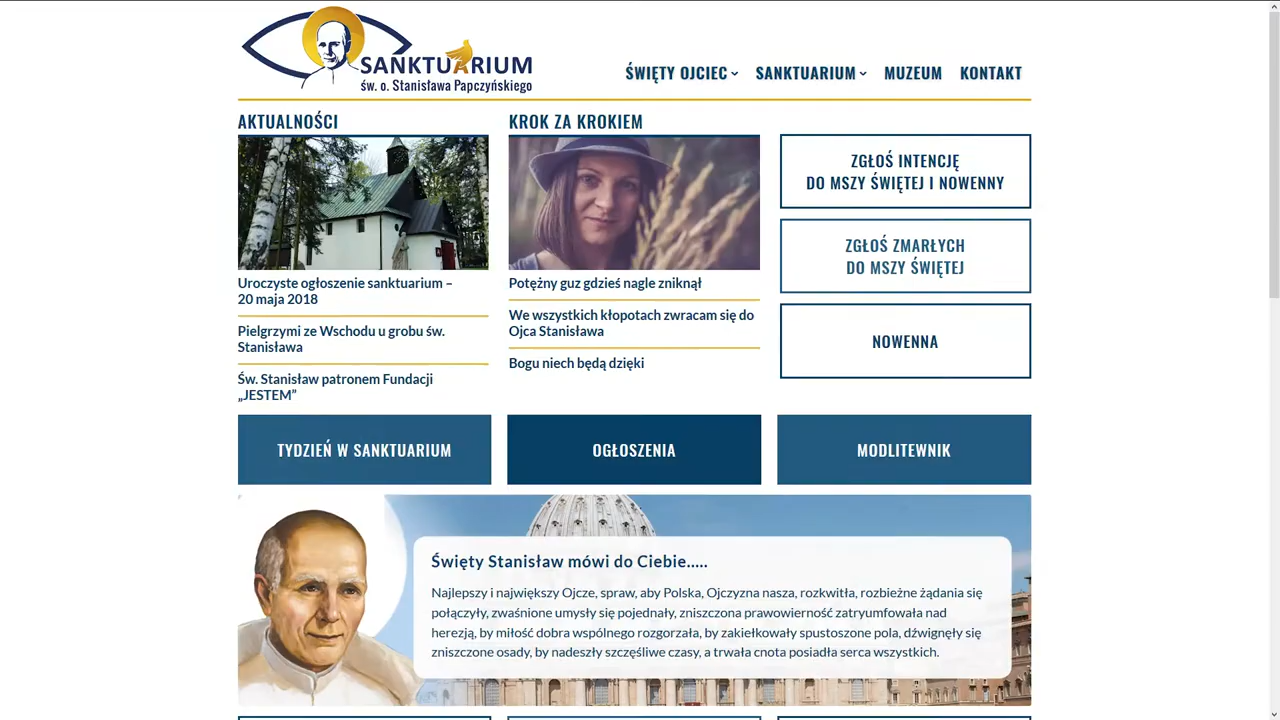 SANKTUARIUM
św. o. Stanisława Papczyńskiego
ŚWIĘTY OJCIEC
SANKTUARIUM
MUZEUM
KONTAKT
AKTUALNOŚCI
Uroczyste ogłoszenie sanktuarium –
20 maja 2018
Pielgrzymi ze Wschodu u grobu św.
Stanisława
Św. Stanisław patronem Fundacji
„JESTEM”
KROK ZA KROKIEM
Potężny guz gdzieś nagle zniknął
We wszystkich kłopotach zwracam się do
Ojca Stanisława
Bogu niech będą dzięki
ZGŁOŚ INTENCJĘ
DO MSZY ŚWIĘTEJ I NOWENNY
ZGŁOŚ ZMARŁYCH
DO MSZY ŚWIĘTEJ
NOWENNA
TYDZIEŃ W SANKTUARIUM
OGŁOSZENIA
MODLITEWNIK
Święty Stanisław mówi do Ciebie.....
Najlepszy i największy Ojcze, spraw, aby Polska, Ojczyzna nasza, rozkwitła, rozbieżne żądania się
połączyły, zwaśnione umysły się pojednały, zniszczona prawowierność zatryumfowała nad
herezją, by miłość dobra wspólnego rozgorzała, by zakiełkowały spustoszone pola, dźwignęły się
zniszczone osady, by nadeszły szczęśliwe czasy, a trwała cnota posiadła serca wszystkich.